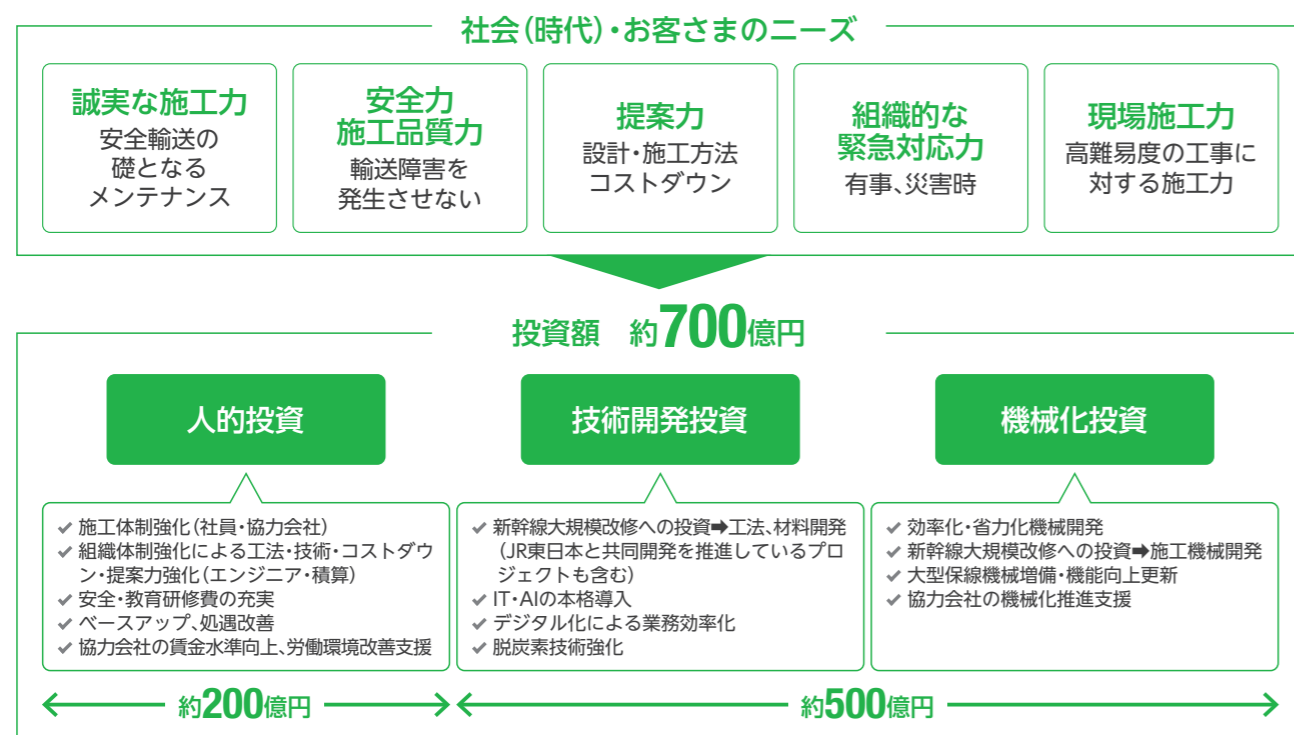 社会(時代)・お客さまのニーズ
誠実な施工力
安全輸送の
礎となる
メンテナンス
安全力
施工品質力
輸送障害を
発生させない
提案力
設計・施工方法
コストダウン
組織的な
緊急対応力
有事、災害時
現場施工力
高難易度の工事に
対する施工力
投資額 約700億円
人的投資
✓ 施工体制強化(社員・協力会社)
✓ 組織体制強化による工法・技術・コストダウ
ン・提案力強化(エンジニア・積算)
✓ 安全・教育研修費の充実
✓ ベースアップ、処遇改善
✓ 協力会社の賃金水準向上、労働環境改善支援
技術開発投資
✓ 新幹線大規模改修への投資➡工法、材料開発
(JR東日本と共同開発を推進しているプロ
ジェクトも含む)
✓ IT・AIの本格導入
✓ デジタル化による業務効率化
✓ 脱炭素技術強化
機械化投資
✓ 効率化・省力化機械開発
✓ 新幹線大規模改修への投資➡施工機械開発
✓ 大型保線機械増備・機能向上更新
✓ 協力会社の機械化推進支援
約200億円
約500億円